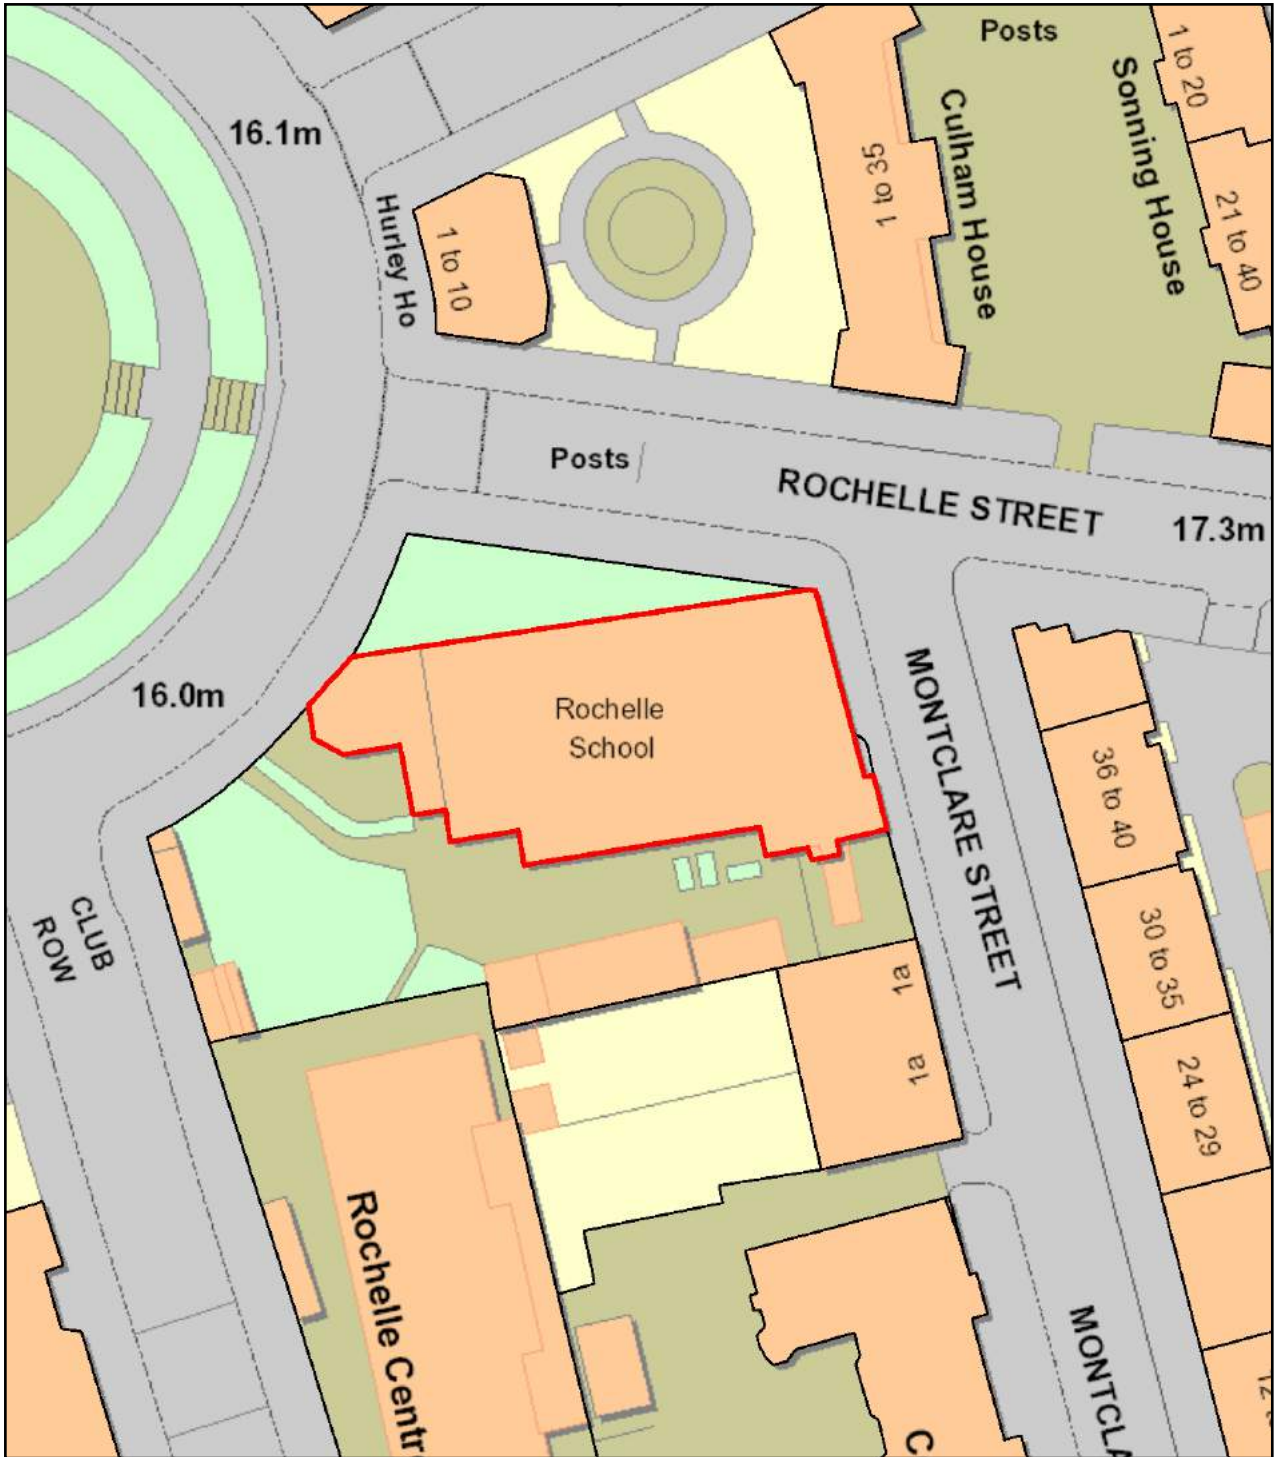 Posts
1 to 20
Sonning House
21 to 40
Culham House
1 to 35
16.1m
Hurley Ho
1 to 10
Posts
ROCHELLE STREET
17.3m
16.0m
Rochelle
School
MONTCLARE STREET
36 to 40
30 to 35
24 to 29
CLUB
ROW
1a
1a
Rochelle Centr
MONTCLA
C